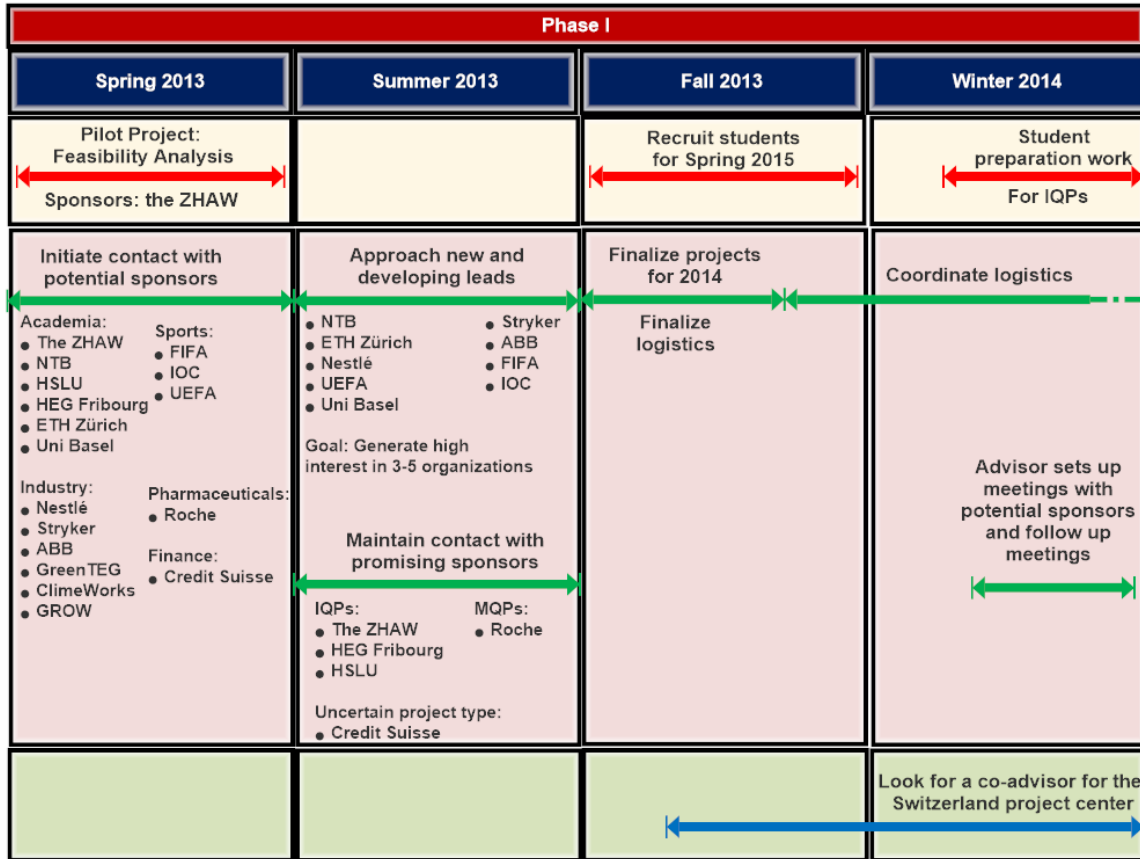 Phase I
Spring 2013
Summer 2013
Fall 2013
Winter 2014
Pilot Project:
Feasibility Analysis
Sponsors: the ZHAW
Recruit students
for Spring 2015
Student
preparation work
For IQPs
Initiate contact with
potential sponsors
Academia:
• The ZHAW
• NTB
• HSLU
• HEG Fribourg
• ETH Zürich
• Uni Basel
Sports:
• FIFA
• IOC
• UEFA
Industry:
• Nestlé
• Stryker
• ABB
• GreenTEG
• ClimeWorks
• GROW
Pharmaceuticals:
• Roche
Finance:
• Credit Suisse
Approach new and
developing leads
• NTB
• ETH Zürich
• Nestlé
• UEFA
• Uni Basel
• Stryker
• ABB
• FIFA
• IOC
Goal: Generate high
interest in 3-5 organizations
Maintain contact with
promising sponsors
IQPs:
• The ZHAW
• HEG Fribourg
• HSLU
MQPs:
• Roche
Uncertain project type:
• Credit Suisse
Finalize projects
for 2014
Finalize
logistics
Coordinate logistics
Advisor sets up
meetings with
potential sponsors
and follow up
meetings
Look for a co-advisor for the
Switzerland project center